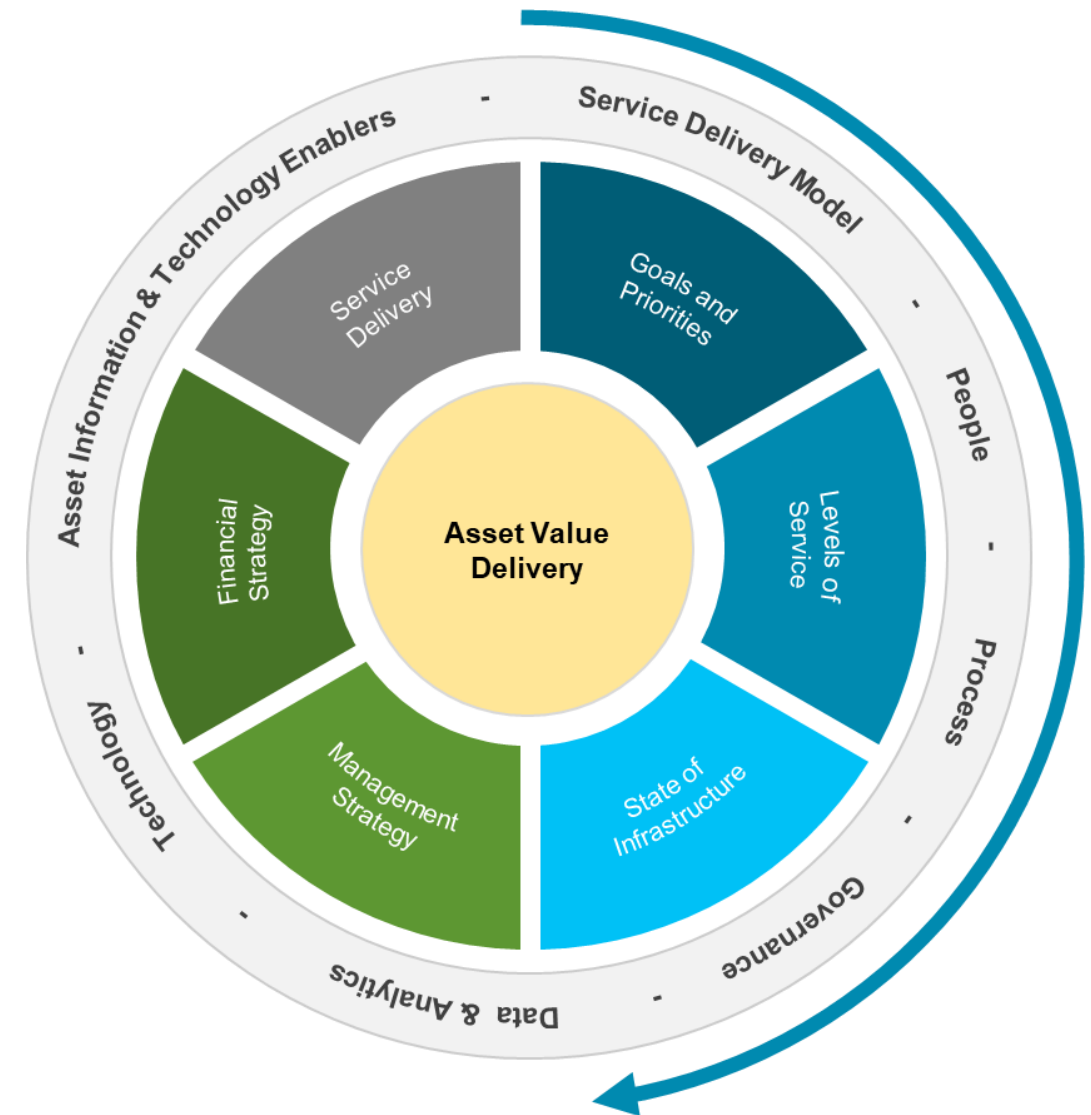 Service Delivery Model - People - Process - Governance - Data & Analytics - Technology - Asset Information & Technology Enablers -
Goals and
Priorities
Levels of
Service
State of
Infrastructure
Management
Strategy
Financial
Strategy
Service
Delivery
Asset Value
Delivery